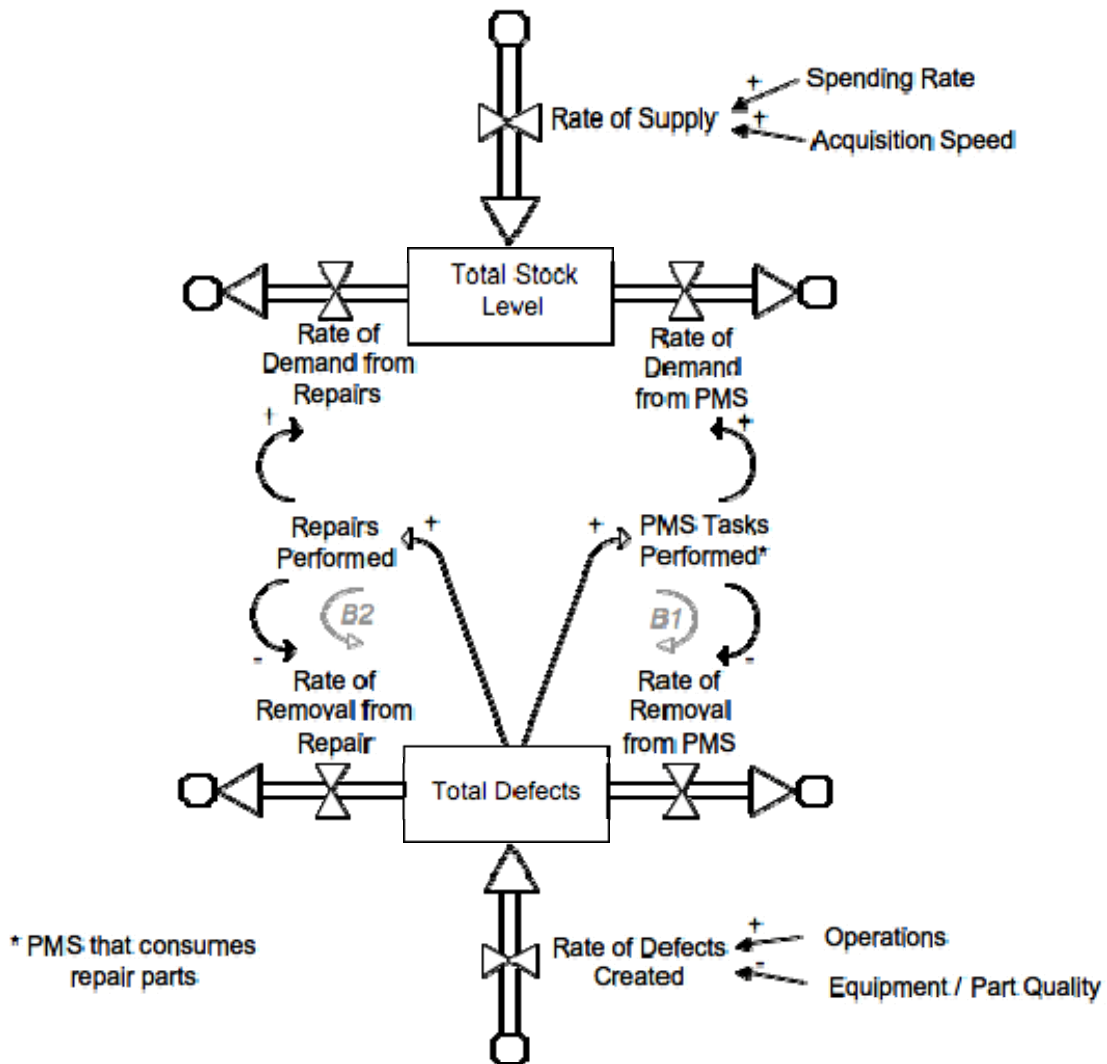 +
Spending Rate
Rate of Supply
+
Acquisition Speed
Total Stock
Level
Rate of
Demand from
Repairs
Rate of
Demand
from PMS
+
+
Repairs
Performed
+
+
PMS Tasks
Performed*
B2
B1
-
-
Rate of
Removal from
Repair
Rate of
Removal
from PMS
Total Defects
* PMS that consumes
repair parts
Rate of Defects
Created
+
-
Operations
Equipment / Part Quality